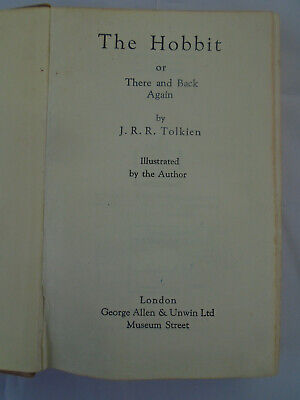 The Hobbit
or
There and Back
Again
by
J. R. R. Tolkien
Illustrated
by the Author
London
George Allen & Unwin Ltd
Museum Street